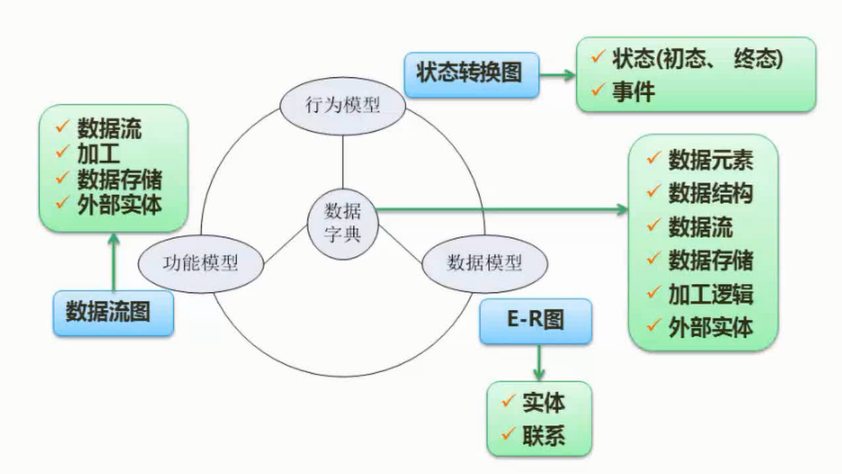 状态转换图
✓ 状态(初态、 终态)
✓ 事件
行为模型
✓ 数据流
✓ 加工
✓ 数据存储
✓ 外部实体
数据
字典
✓ 数据元素
✓ 数据结构
✓ 数据流
✓ 数据存储
✓ 加工逻辑
✓ 外部实体
功能模型
数据模型
数据流图
E-R图
✓ 实体
✓ 联系